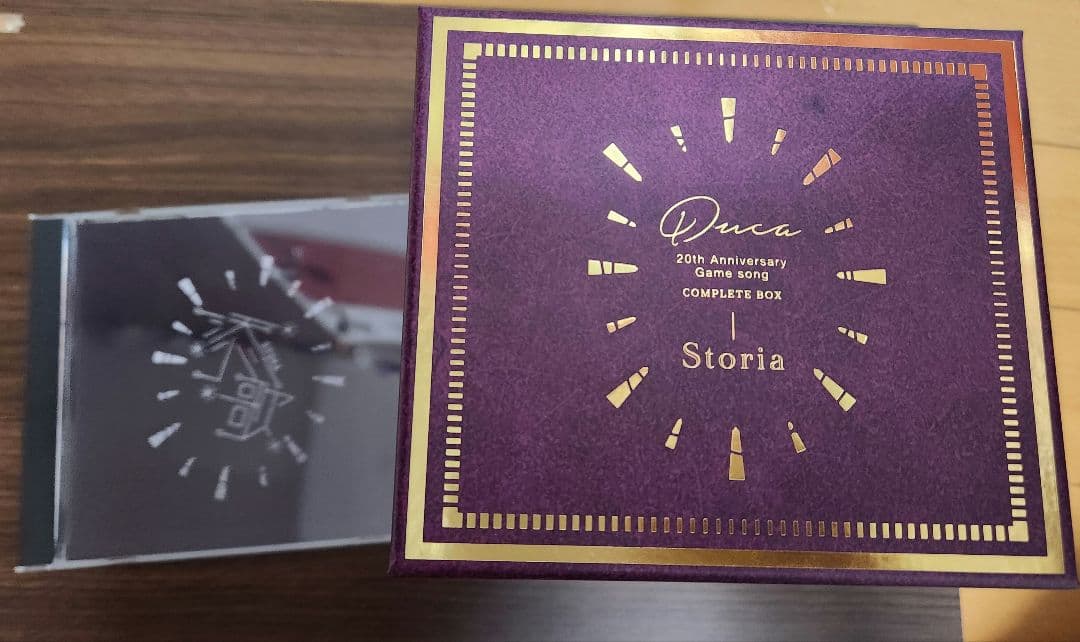 Duca
20th Anniversary
Game song
COMPLETE BOX
Storia